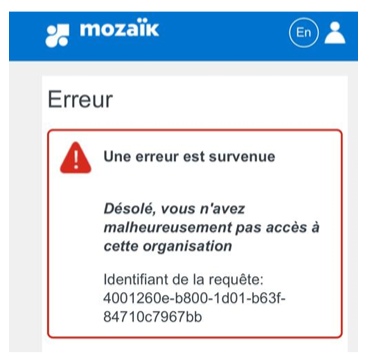 mozaïk
En
Erreur
Une erreur est survenue
Désolé, vous n'avez
malheureusement pas accès à
cette organisation
Identifiant de la requête:
4001260e-b800-1d01-b63f-
84710c7967bb